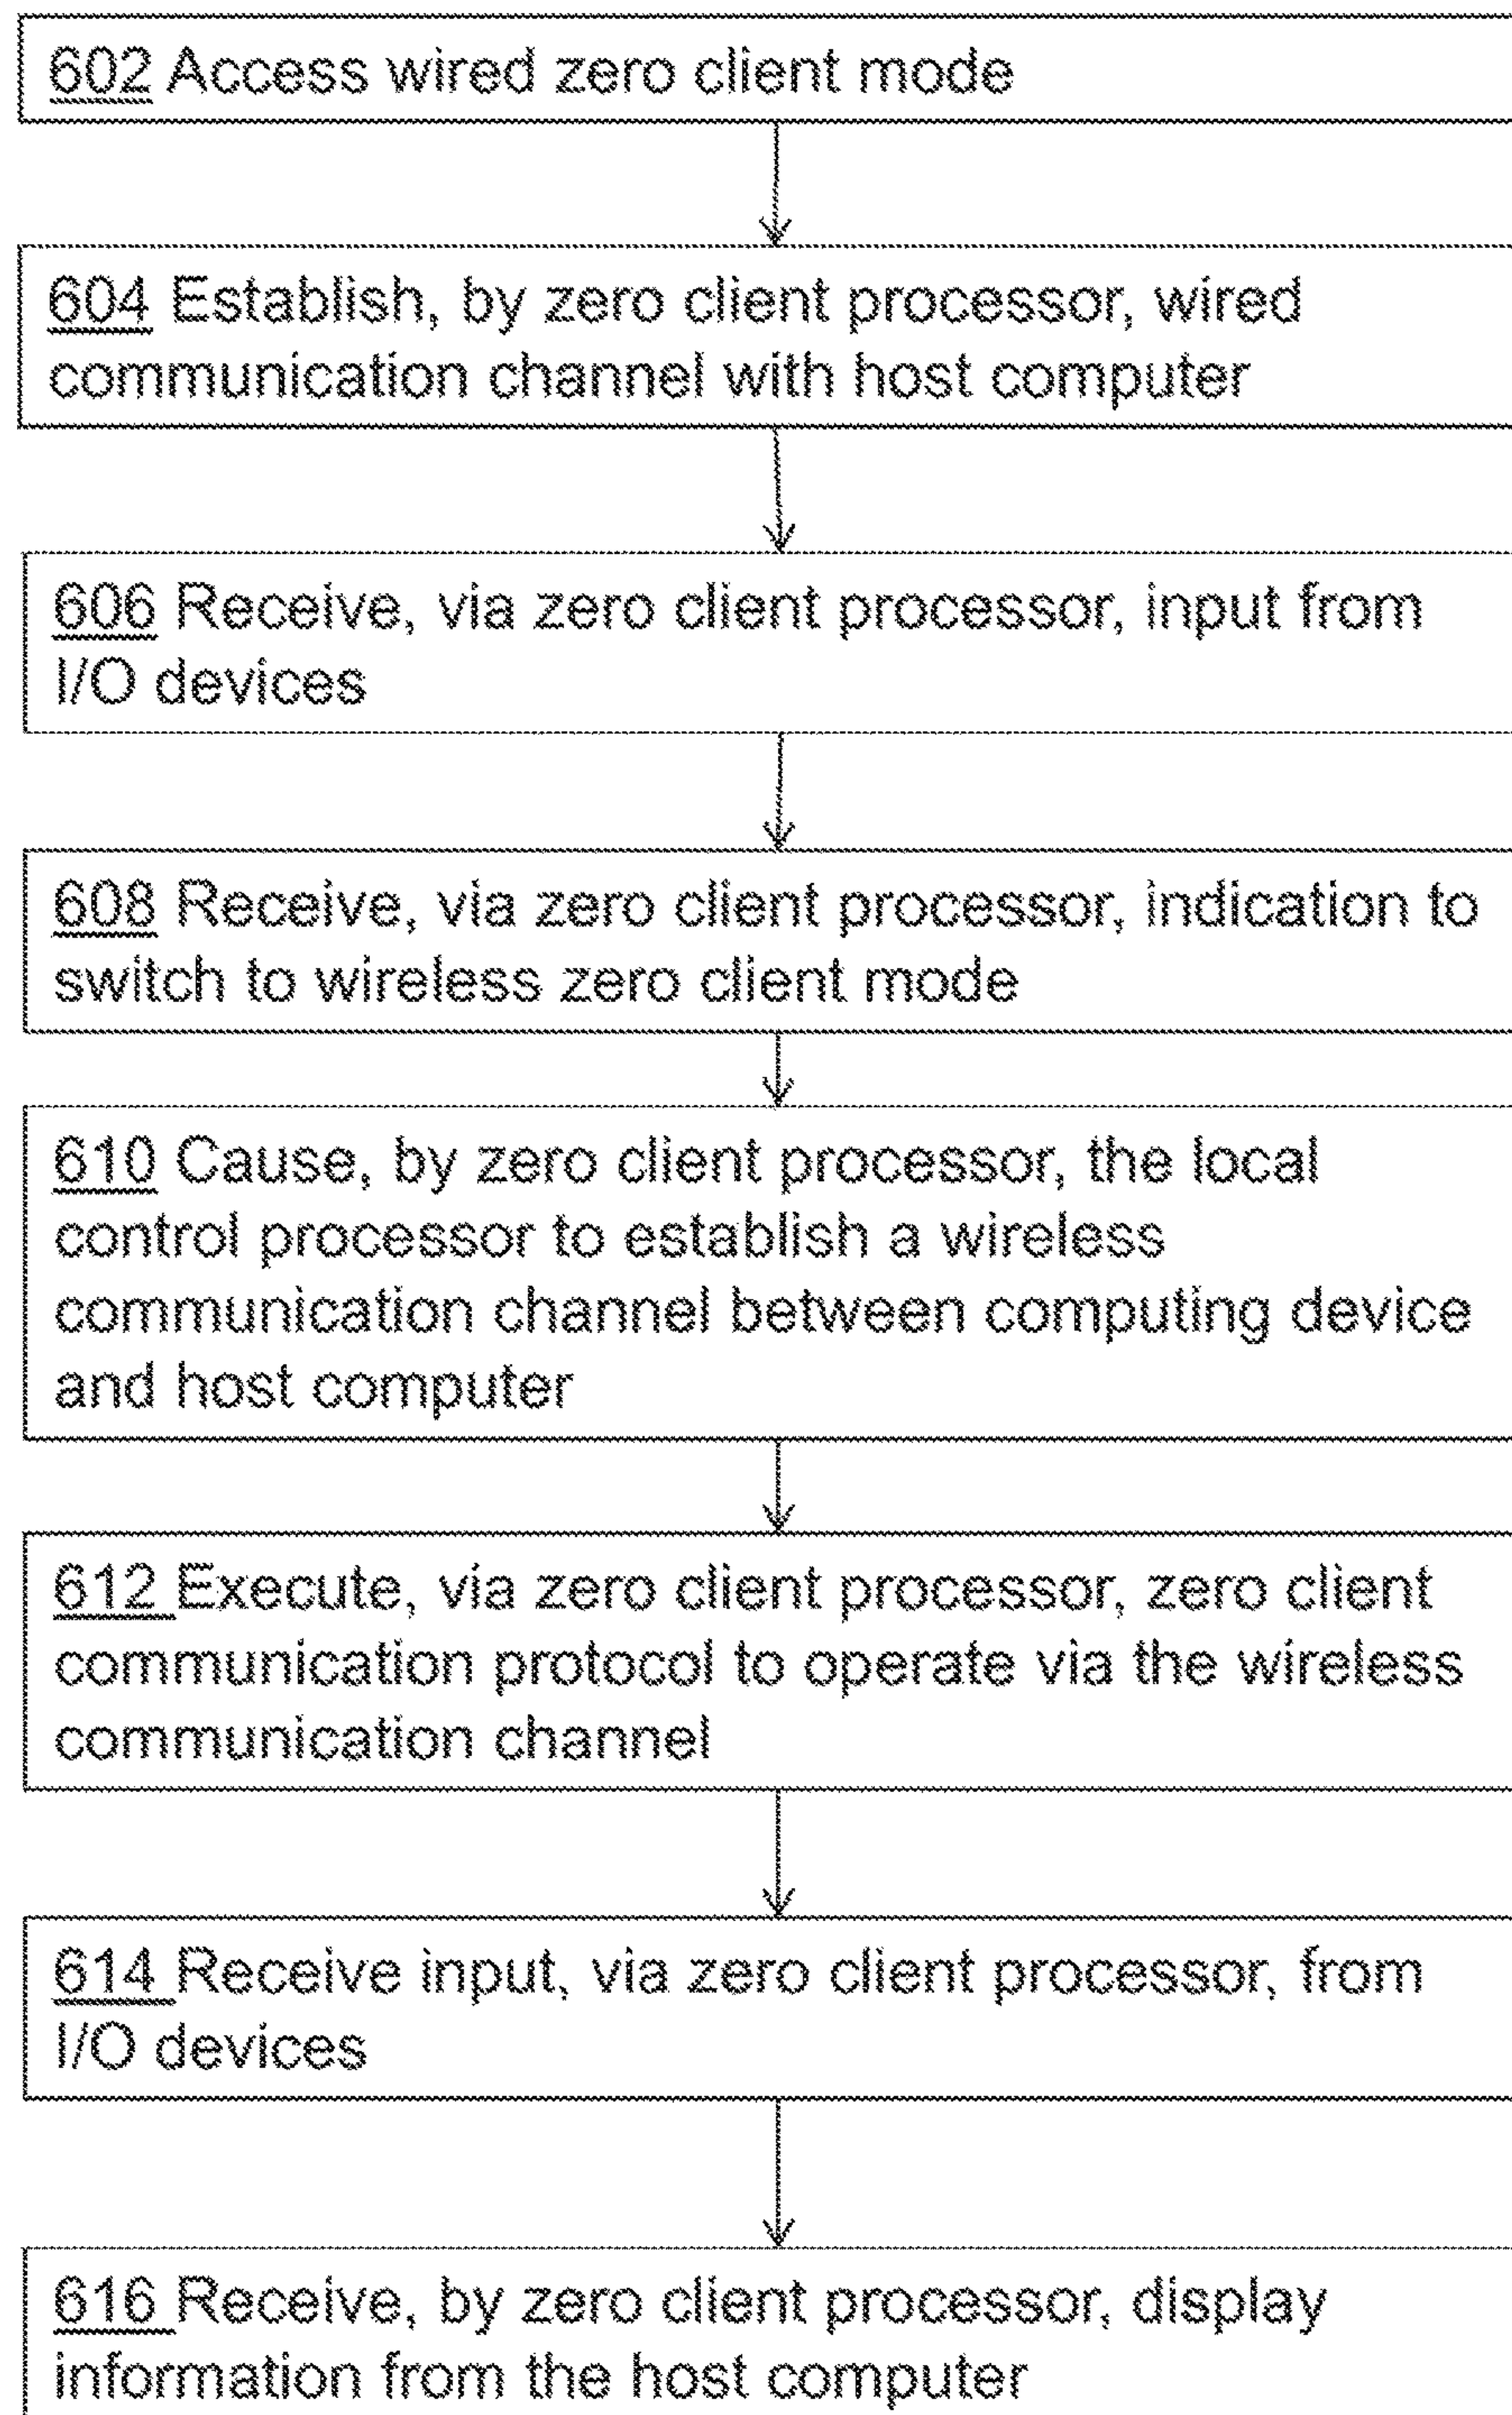 602 Access wired zero client mode
604 Establish, by zero client processor, wired
communication channel with host computer
606 Receive, via zero client processor, input from
I/O devices
608 Receive, via zero client processor, indication to
switch to wireless zero client mode
610 Cause, by zero client processor, the local
control processor to establish a wireless
communication channel between computing device
and host computer
612 Execute, via zero client processor, zero client
communication protocol to operate via the wireless
communication channel
614 Receive input, via zero client processor, from
I/O devices
616 Receive, by zero client processor, display
information from the host computer